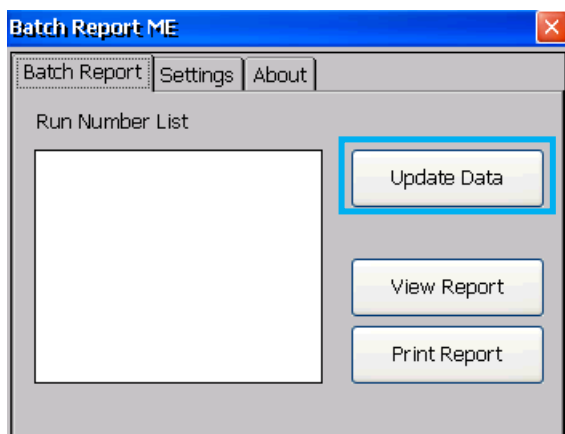 Batch Report ME
Batch Report Settings About
Run Number List
Update Data
View Report
Print Report